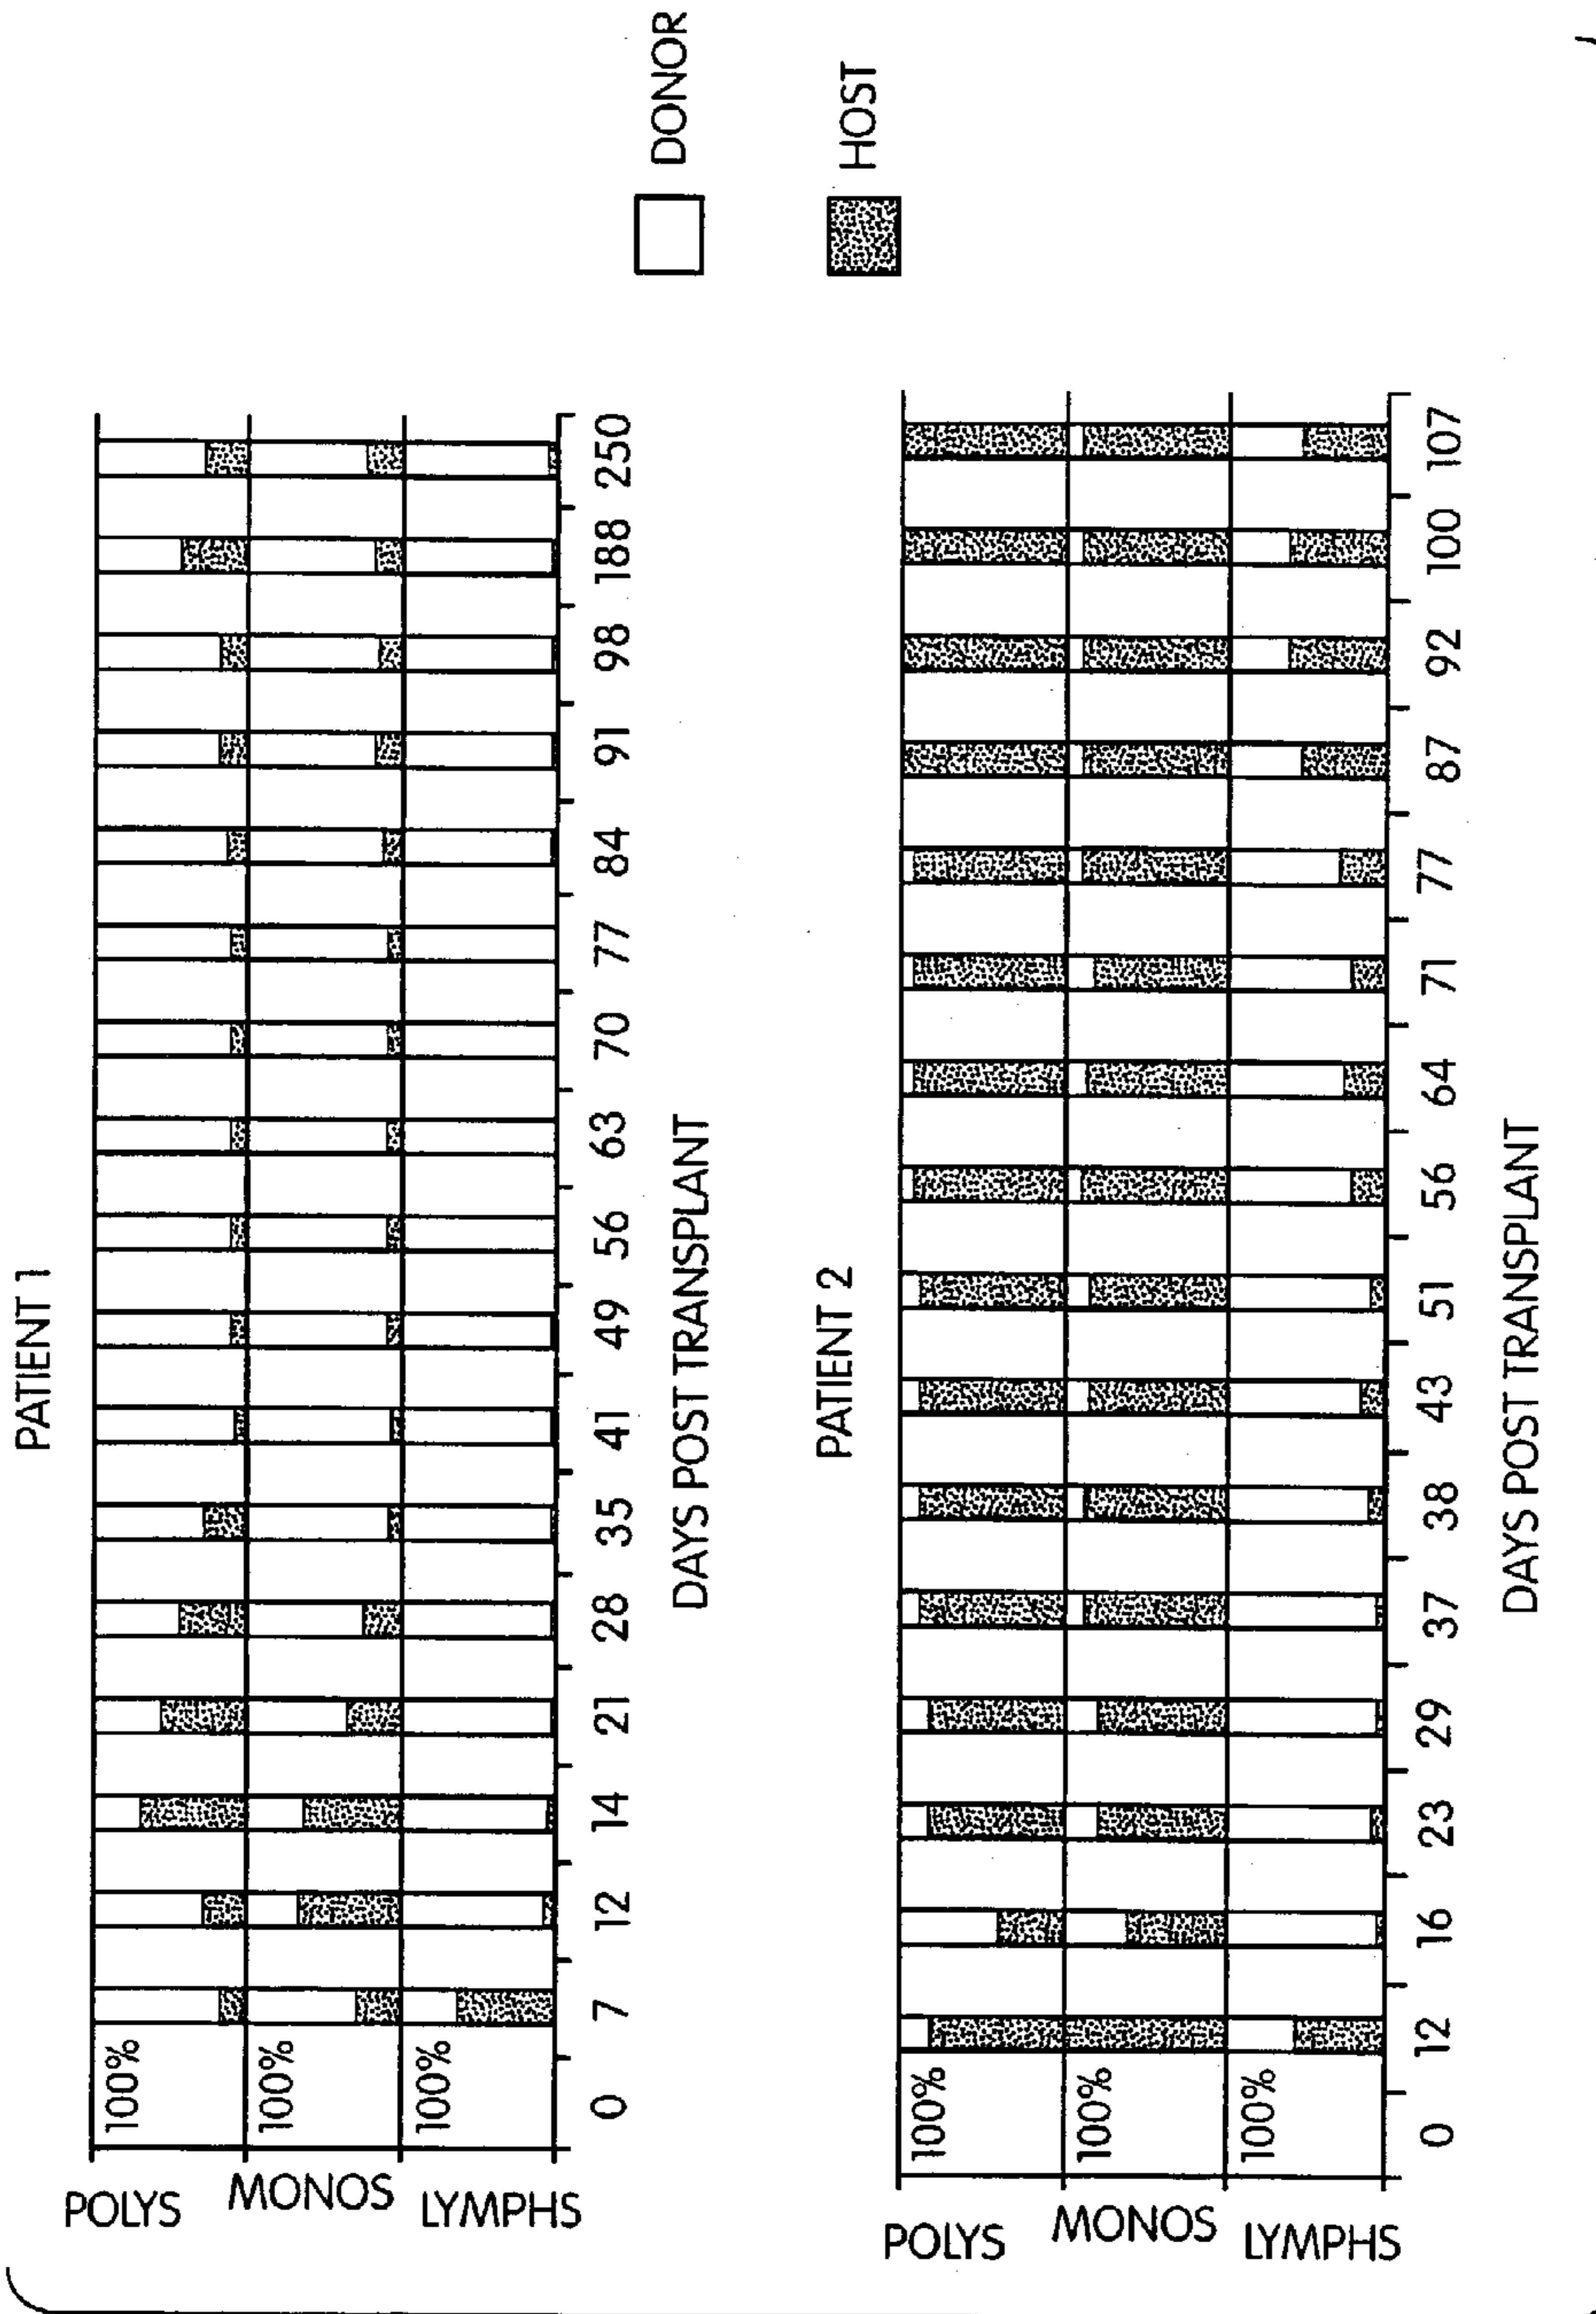 PATIENT 1
POLYS
MONOS
LYMPHS
100%
100%
100%
0 7 12 14 21 28 35 41 49 56 63 70 77 84 91 98 188 250
DAYS POST TRANSPLANT
PATIENT 2
POLYS
MONOS
LYMPHS
100%
100%
100%
0 12 16 23 29 37 38 43 51 56 64 71 77 87 92 100 107
DAYS POST TRANSPLANT
DONOR
HOST